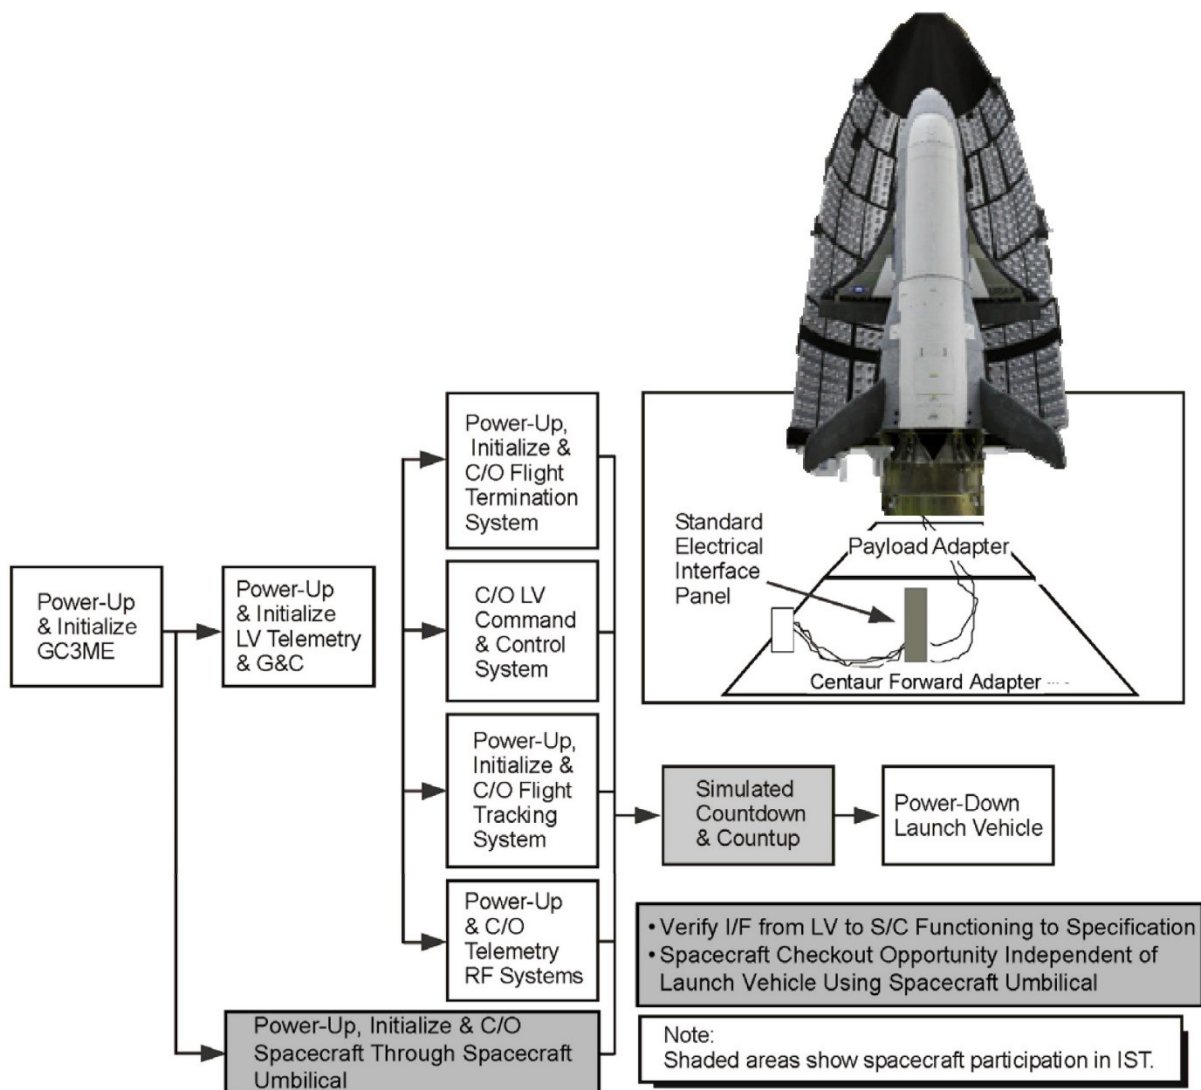 Power-Up,
Initialize &
C/O Flight
Termination
System
Standard
Electrical
Interface
Panel
Payload Adapter
Centaur Forward Adapter
Power-Up
& Initialize
GC3ME
Power-Up
& Initialize
LV Telemetry
& G&C
C/O LV
Command
& Control
System
Power-Up,
Initialize &
C/O Flight
Tracking
System
Simulated
Countdown
& Countup
Power-Down
Launch Vehicle
Power-Up
& C/O
Telemetry
RF Systems
• Verify I/F from LV to S/C Functioning to Specification
• Spacecraft Checkout Opportunity Independent of
Launch Vehicle Using Spacecraft Umbilical
Power-Up, Initialize & C/O
Spacecraft Through Spacecraft
Umbilical
Note:
Shaded areas show spacecraft participation in IST.